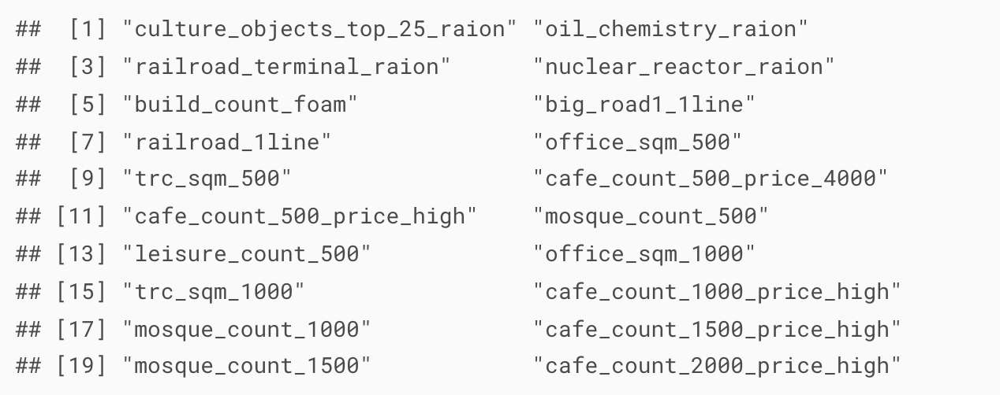 ##  [1] "culture_objects_top_25_raion" "oil_chemistry_raion"
##  [3] "railroad_terminal_raion"      "nuclear_reactor_raion"
##  [5] "build_count_foam"             "big_road1_1line"
##  [7] "railroad_1line"               "office_sqm_500"
##  [9] "trc_sqm_500"                  "cafe_count_500_price_4000"
## [11] "cafe_count_500_price_high"    "mosque_count_500"
## [13] "leisure_count_500"            "office_sqm_1000"
## [15] "trc_sqm_1000"                 "cafe_count_1000_price_high"
## [17] "mosque_count_1000"            "cafe_count_1500_price_high"
## [19] "mosque_count_1500"            "cafe_count_2000_price_high"